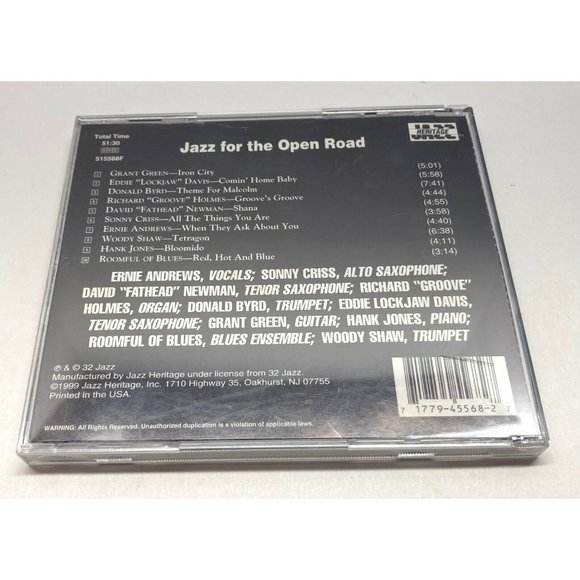 Total Time
51:30
DDD
515568F
Jazz for the Open Road
JAZZ
HERITAGE
1 GRANT GREEN—Iron City (5:01)
2 EDDIE "LOCKJAW" DAVIS—Comin' Home Baby (5:58)
3 DONALD BYRD—Theme For Malcolm (7:41)
4 RICHARD "GROOVE" HOLMES—Groove's Groove (4:44)
5 DAVID "FATHEAD" NEWMAN—Shana (4:55)
6 SONNY CRISS—All The Things You Are (3:58)
7 ERNIE ANDREWS—When They Ask About You (4:40)
8 WOODY SHAW—Tetragon (6:38)
9 HANK JONES—Bloomido (4:11)
10 ROOMFUL OF BLUES—Red, Hot And Blue (3:14)
ERNIE ANDREWS, VOCALS; SONNY CRISS, ALTO SAXOPHONE;
DAVID "FATHEAD" NEWMAN, TENOR SAXOPHONE; RICHARD "GROOVE"
HOLMES, ORGAN; DONALD BYRD, TRUMPET; EDDIE LOCKJAW DAVIS,
TENOR SAXOPHONE; GRANT GREEN, GUITAR; HANK JONES, PIANO;
ROOMFUL OF BLUES, BLUES ENSEMBLE; WOODY SHAW, TRUMPET
℗ & © 32 Jazz
Manufactured by Jazz Heritage under license from 32 Jazz.
©1999 Jazz Heritage, Inc. 1710 Highway 35, Oakhurst, NJ 07755
Printed in the USA.
WARNING: All Rights Reserved. Unauthorized duplication is a violation of applicable laws.
7 1779-45568-2 7